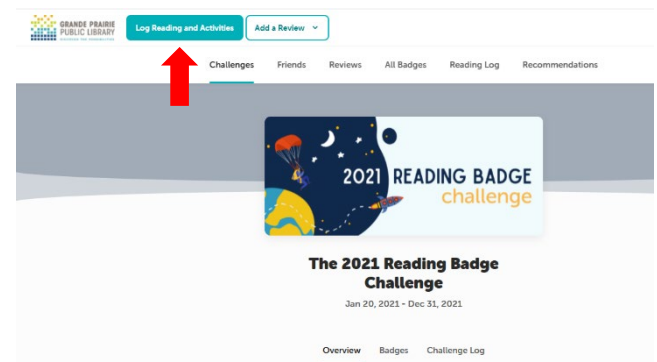 GRANDE PRAIRIE
PUBLIC LIBRARY
Log Reading and Activities
Add a Review
Challenges Friends Reviews All Badges Reading Log Recommendations
2021 READING BADGE
challenge
The 2021 Reading Badge
Challenge
Jan 20, 2021 - Dec 31, 2021
Overview Badges Challenge Log